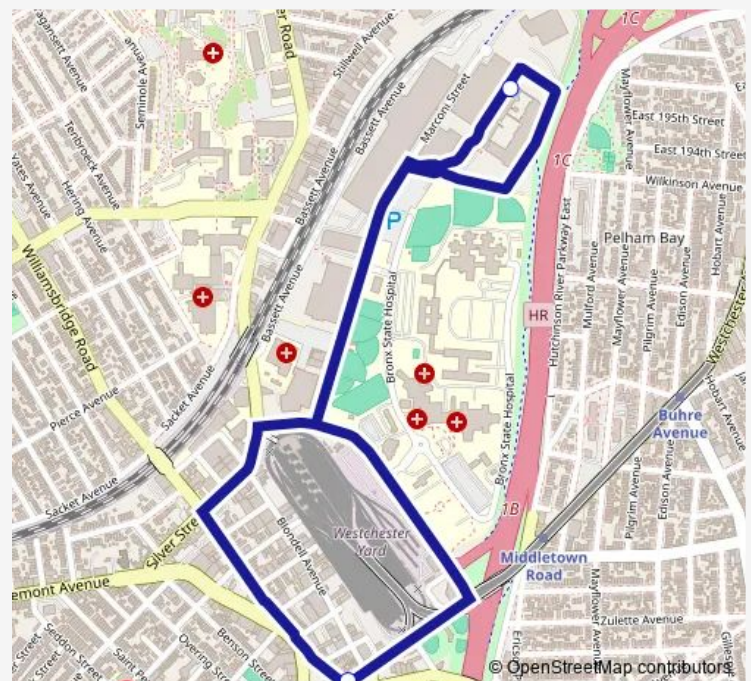 1C
Stillwell Avenue
Seminole Avenue
Bassett Avenue
Marconi Street
Mayflower Avenue
East 195th Street
Tenbroeck Avenue
East 194th Street
1C
Hering Avenue
Wilkinson Avenue
Bassett Avenue
P
Pelham Bay
Hobart Avenue
Williamsbridge Road
Hutchinson River Parkway East
Mulford Avenue
Mayflower Avenue
Pilgrim Avenue
Edison Avenue
Westchester
Bassett Avenue
Bronx State Hospital
HR
Sacket Avenue
Pierce Avenue
Hobart Avenue
Buhre
Avenue
Bronx State Hospital
Sacket Avenue
Pilgrim Avenue
Edison Avenue
1B
Silver Stre
Blondell Avenue
Westchester
Yard
Middletown
Road
emont Avenue
Mayflower Avenue
Zulette Avenue
Seddon Street
Benson Street
Overing Street
© OpenStreetMap contributors